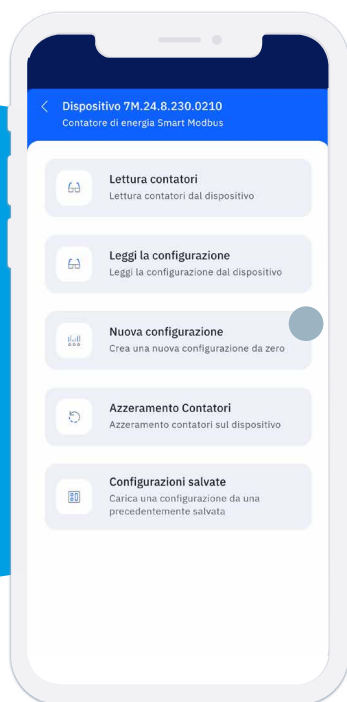 Dispositivo 7M.24.8.230.0210
Contatore di energia Smart Modbus
Lettura contatori
Lettura contatori dal dispositivo
Leggi la configurazione
Leggi la configurazione dal dispositivo
Nuova configurazione
Crea una nuova configurazione da zero
Azzeramento Contatori
Azzeramento contatori sul dispositivo
Configurazioni salvate
Carica una configurazione da una
precedentemente salvata